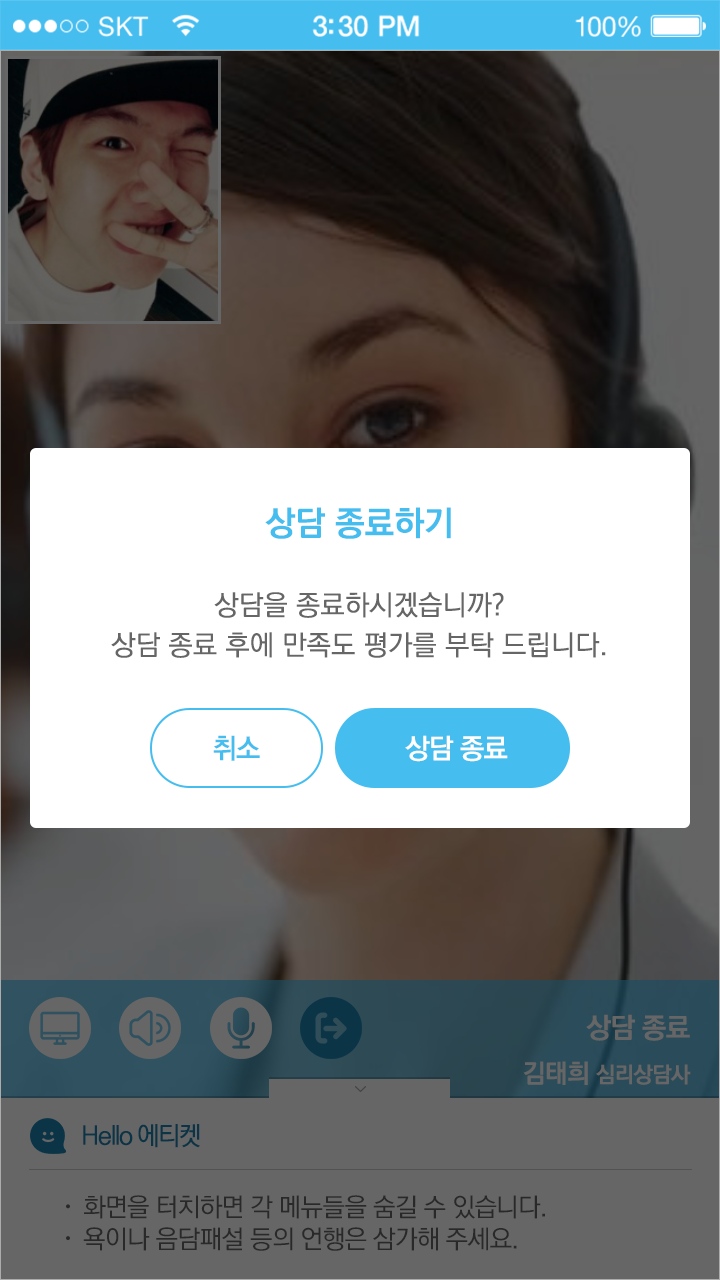 SKT 3:30 PM 100%
상담 종료하기
상담을 종료하시겠습니까?
상담 종료 후에 만족도 평가를 부탁 드립니다.
취소 상담 종료
상담 종료
김태희 심리상담사
Hello 에티켓
· 화면을 터치하면 각 메뉴들을 숨길 수 있습니다.
· 욕이나 음담패설 등의 언행은 삼가해 주세요.